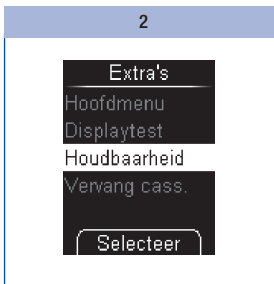 2
Extra's
Hoofdmenu
Displaytest
Houdbaarheid
Vervang cass.
Selecteer